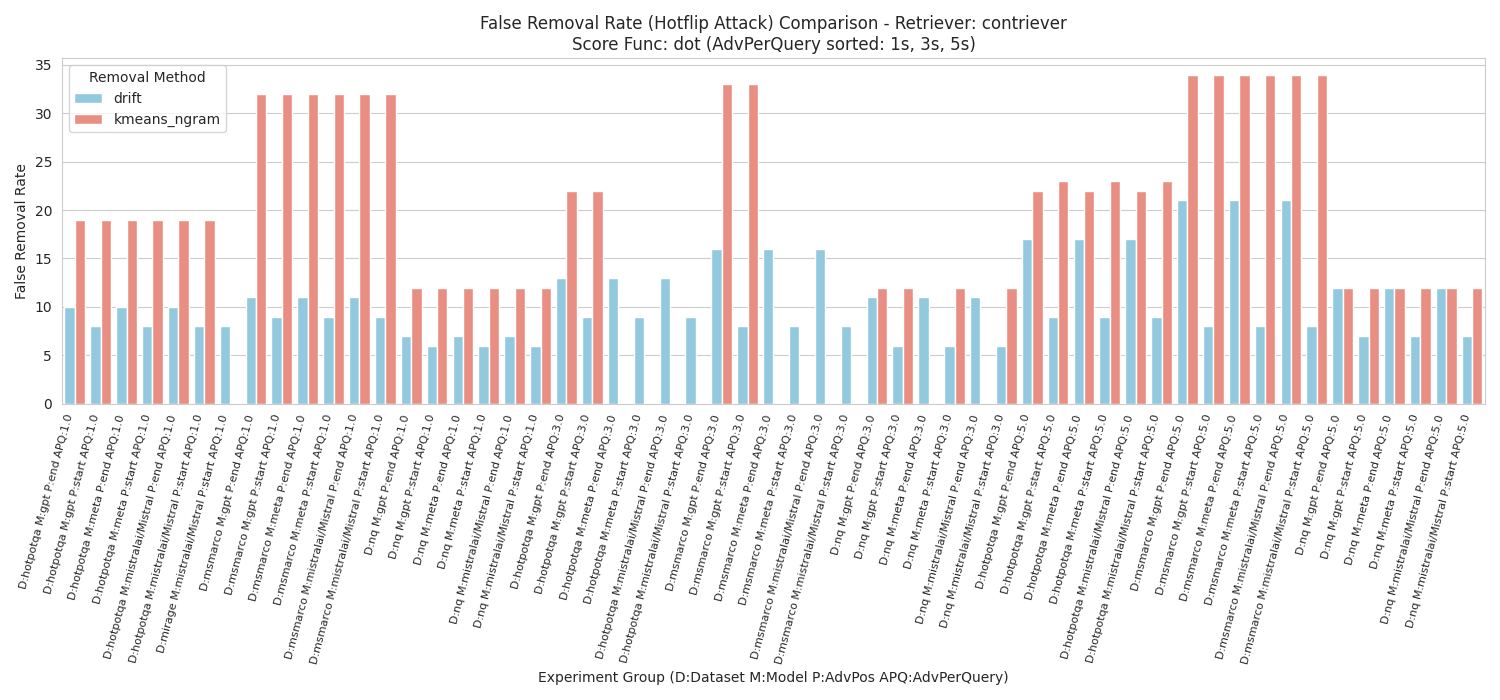 False Removal Rate (Hotflip Attack) Comparison - Retriever: contriever
Score Func: dot (AdvPerQuery sorted: 1s, 3s, 5s)
Removal Method
drift
kmeans_ngram
False Removal Rate
35
30
25
20
15
10
5
0
D:hotpotqa M:gpt P:end APQ:1.0
D:hotpotqa M:gpt P:start APQ:1.0
D:hotpotqa M:meta P:end APQ:1.0
D:hotpotqa M:meta P:start APQ:1.0
D:hotpotqa M:mistralai/Mistral P:end APQ:1.0
D:hotpotqa M:mistralai/Mistral P:start APQ:1.0
D:mirage M:mistralai/Mistral P:start APQ:1.0
D:msmarco M:gpt P:end APQ:1.0
D:msmarco M:gpt P:start APQ:1.0
D:msmarco M:meta P:end APQ:1.0
D:msmarco M:meta P:start APQ:1.0
D:msmarco M:mistralai/Mistral P:end APQ:1.0
D:msmarco M:mistralai/Mistral P:start APQ:1.0
D:nq M:gpt P:end APQ:1.0
D:nq M:gpt P:start APQ:1.0
D:nq M:meta P:end APQ:1.0
D:nq M:meta P:start APQ:1.0
D:nq M:mistralai/Mistral P:end APQ:1.0
D:nq M:mistralai/Mistral P:start APQ:1.0
D:hotpotqa M:gpt P:end APQ:3.0
D:hotpotqa M:gpt P:start APQ:3.0
D:hotpotqa M:meta P:end APQ:3.0
D:hotpotqa M:meta P:start APQ:3.0
D:hotpotqa M:mistralai/Mistral P:end APQ:3.0
D:hotpotqa M:mistralai/Mistral P:start APQ:3.0
D:msmarco M:gpt P:end APQ:3.0
D:msmarco M:gpt P:start APQ:3.0
D:msmarco M:meta P:end APQ:3.0
D:msmarco M:meta P:start APQ:3.0
D:msmarco M:mistralai/Mistral P:end APQ:3.0
D:msmarco M:mistralai/Mistral P:start APQ:3.0
D:nq M:gpt P:end APQ:3.0
D:nq M:gpt P:start APQ:3.0
D:nq M:meta P:end APQ:3.0
D:nq M:meta P:start APQ:3.0
D:nq M:mistralai/Mistral P:end APQ:3.0
D:nq M:mistralai/Mistral P:start APQ:3.0
D:hotpotqa M:gpt P:end APQ:5.0
D:hotpotqa M:gpt P:start APQ:5.0
D:hotpotqa M:meta P:end APQ:5.0
D:hotpotqa M:meta P:start APQ:5.0
D:hotpotqa M:mistralai/Mistral P:end APQ:5.0
D:hotpotqa M:mistralai/Mistral P:start APQ:5.0
D:msmarco M:gpt P:end APQ:5.0
D:msmarco M:gpt P:start APQ:5.0
D:msmarco M:meta P:end APQ:5.0
D:msmarco M:meta P:start APQ:5.0
D:msmarco M:mistralai/Mistral P:end APQ:5.0
D:msmarco M:mistralai/Mistral P:start APQ:5.0
D:nq M:gpt P:end APQ:5.0
D:nq M:gpt P:start APQ:5.0
D:nq M:meta P:end APQ:5.0
D:nq M:meta P:start APQ:5.0
D:nq M:mistralai/Mistral P:end APQ:5.0
D:nq M:mistralai/Mistral P:start APQ:5.0
Experiment Group (D:Dataset M:Model P:AdvPos APQ:AdvPerQuery)